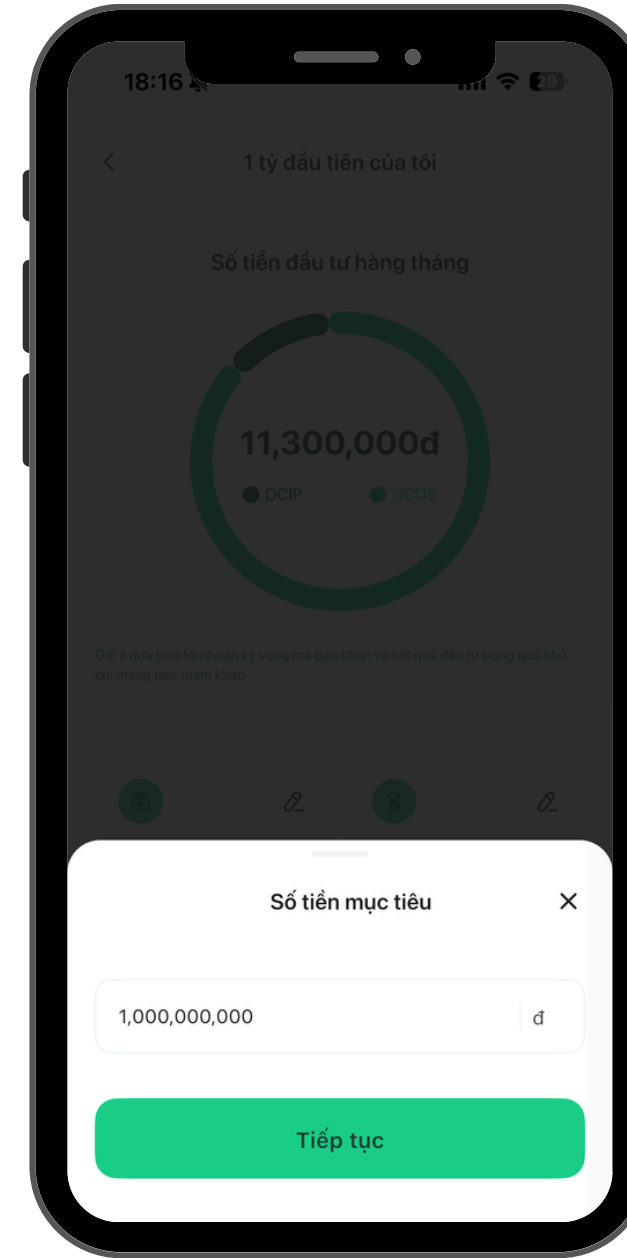 18:16
29
1 tỷ đầu tiên của tôi
Số tiền đầu tư hàng tháng
11,300,000đ
DCIP
DCDS
Gợi ý dựa trên lợi nhuận kỳ vọng mà bạn chọn và kết quả đầu tư trong quá khứ,
chỉ mang tính tham khảo.
Số tiền mục tiêu
1,000,000,000
đ
Tiếp tục